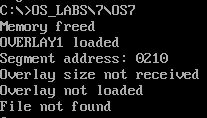 C:\>OS_LABS\7\OS7
Memory freed
OVERLAY1 loaded
Segment address: 0210
Overlay size not received
Overlay not loaded
File not found